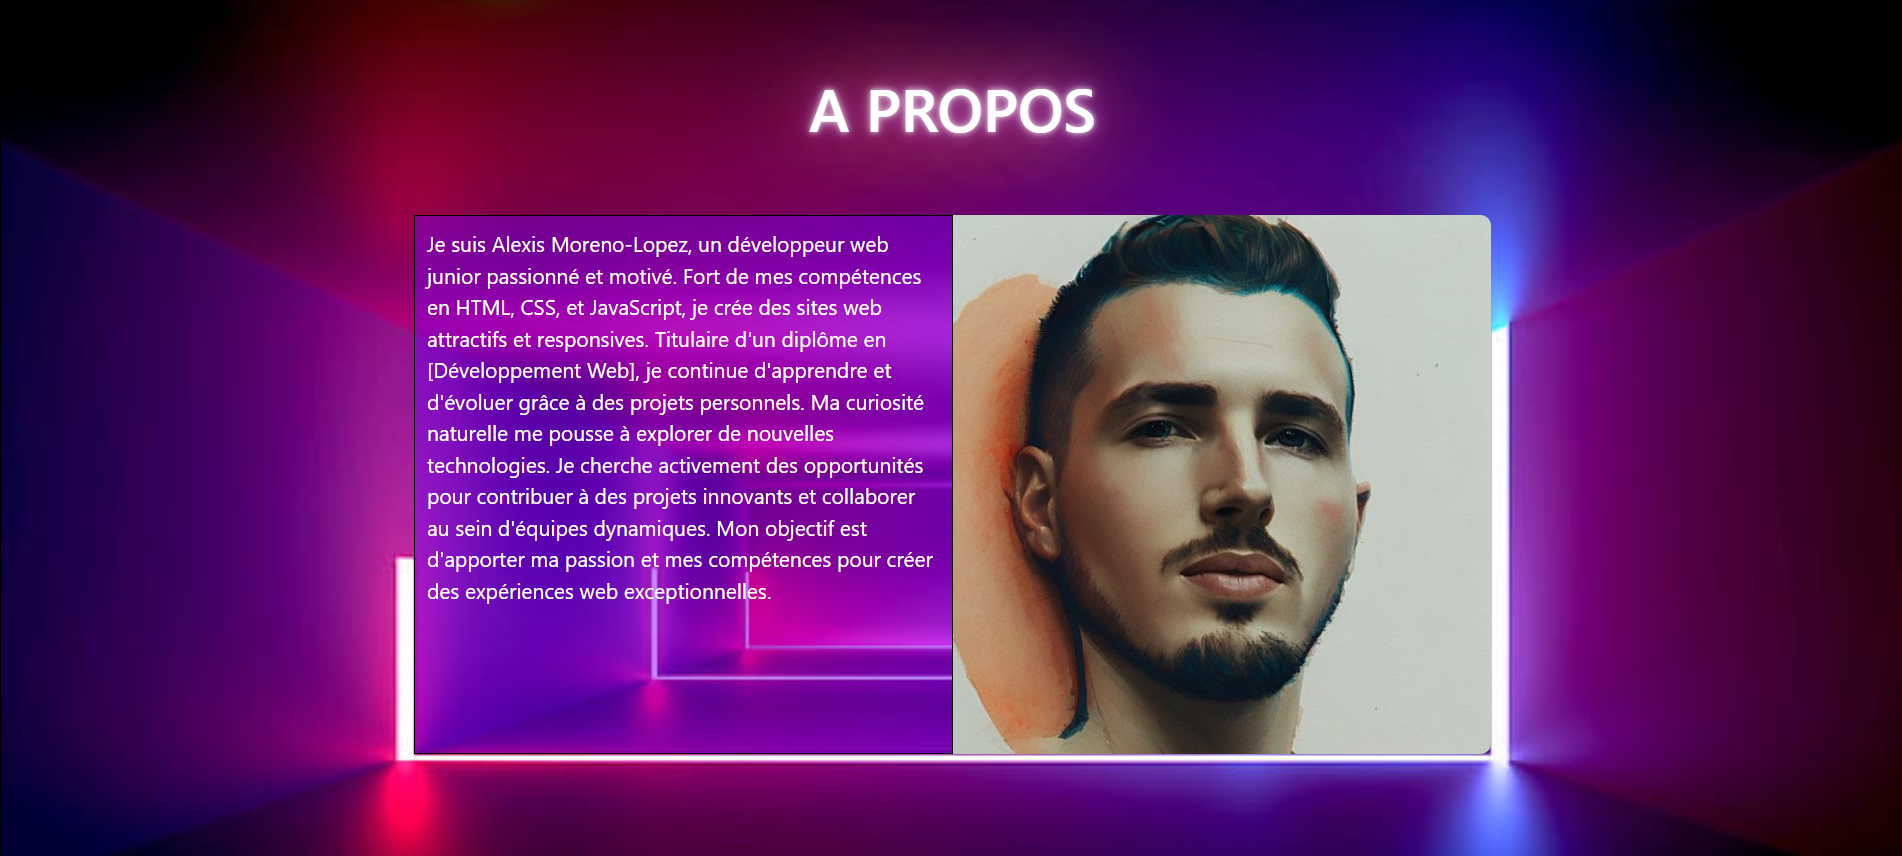 A PROPOS
Je suis Alexis Moreno-Lopez, un développeur web
junior passionné et motivé. Fort de mes compétences
en HTML, CSS, et JavaScript, je crée des sites web
attractifs et responsives. Titulaire d'un diplôme en
[Développement Web], je continue d'apprendre et
d'évoluer grâce à des projets personnels. Ma curiosité
naturelle me pousse à explorer de nouvelles
technologies. Je cherche activement des opportunités
pour contribuer à des projets innovants et collaborer
au sein d'équipes dynamiques. Mon objectif est
d'apporter ma passion et mes compétences pour créer
des expériences web exceptionnelles.